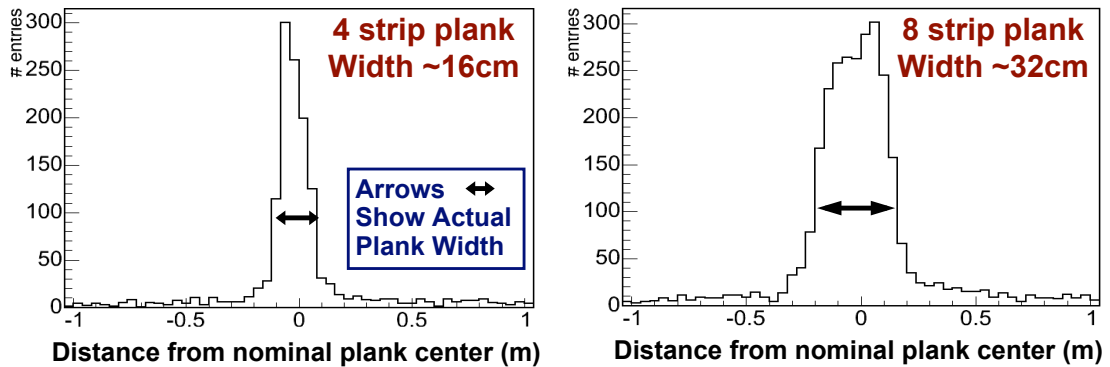 300
250
200
150
100
50
0
# entries
4 strip plank
Width ~16cm
Arrows
Show Actual
Plank Width
-1 -0.5 0 0.5 1
Distance from nominal plank center (m)
300
250
200
150
100
50
0
# entries
8 strip plank
Width ~32cm
-1 -0.5 0 0.5 1
Distance from nominal plank center (m)